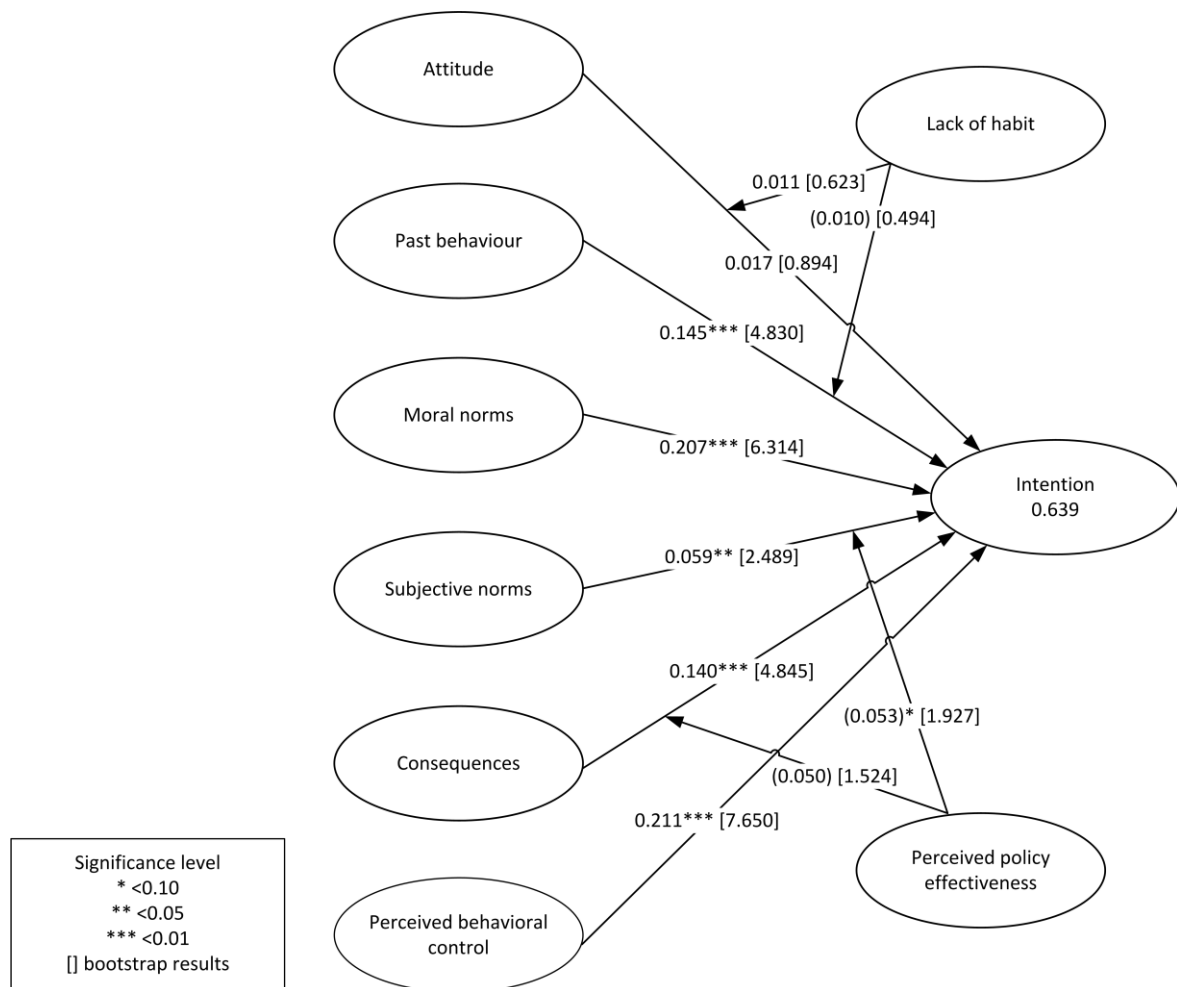 Attitude
Lack of habit
0.011 [0.623]
(0.010) [0.494]
Past behaviour
0.017 [0.894]
0.145*** [4.830]
Moral norms
0.207*** [6.314]
Intention
0.639
Subjective norms
0.059** [2.489]
0.140*** [4.845]
(0.053)* [1.927]
Consequences
(0.050) [1.524]
0.211*** [7.650]
Perceived policy
effectiveness
Perceived behavioral
control
Significance level
* <0.10
** <0.05
*** <0.01
[] bootstrap results